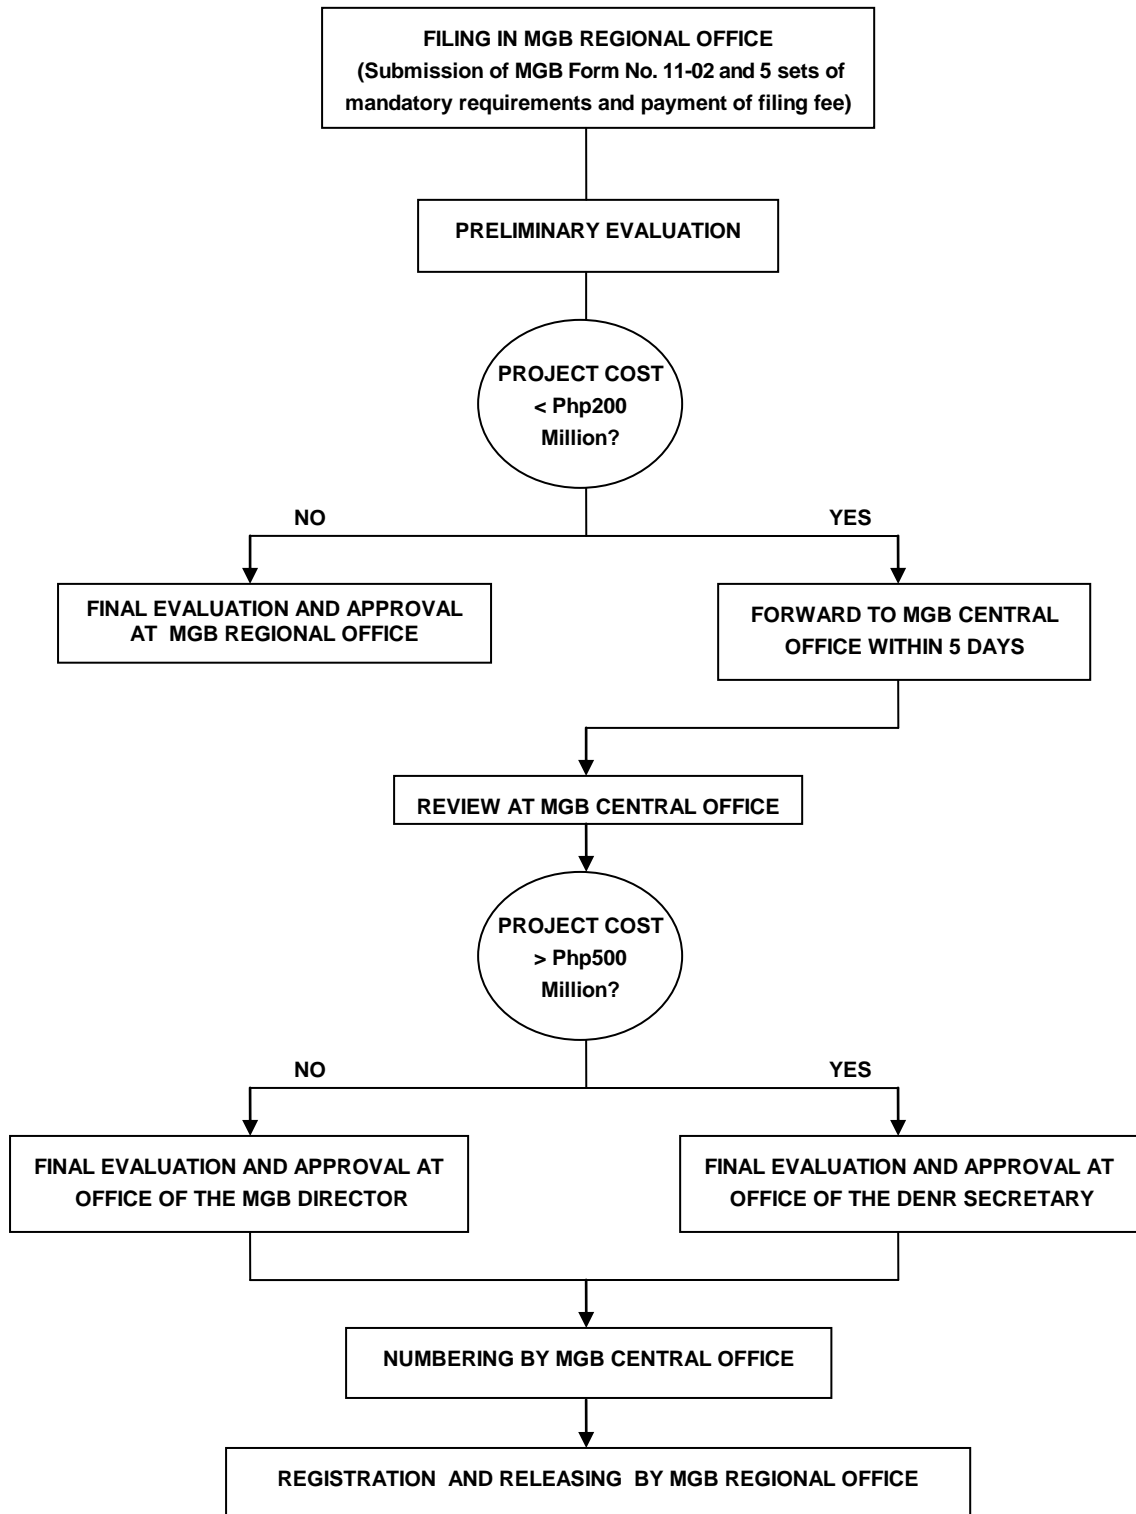 FILING IN MGB REGIONAL OFFICE
(Submission of MGB Form No. 11-02 and 5 sets of
mandatory requirements and payment of filing fee)
PRELIMINARY EVALUATION
PROJECT COST
< Php200
Million?
NO
YES
FINAL EVALUATION AND APPROVAL
AT MGB REGIONAL OFFICE
FORWARD TO MGB CENTRAL
OFFICE WITHIN 5 DAYS
REVIEW AT MGB CENTRAL OFFICE
PROJECT COST
> Php500
Million?
NO
YES
FINAL EVALUATION AND APPROVAL AT
OFFICE OF THE MGB DIRECTOR
FINAL EVALUATION AND APPROVAL AT
OFFICE OF THE DENR SECRETARY
NUMBERING BY MGB CENTRAL OFFICE
REGISTRATION AND RELEASING BY MGB REGIONAL OFFICE